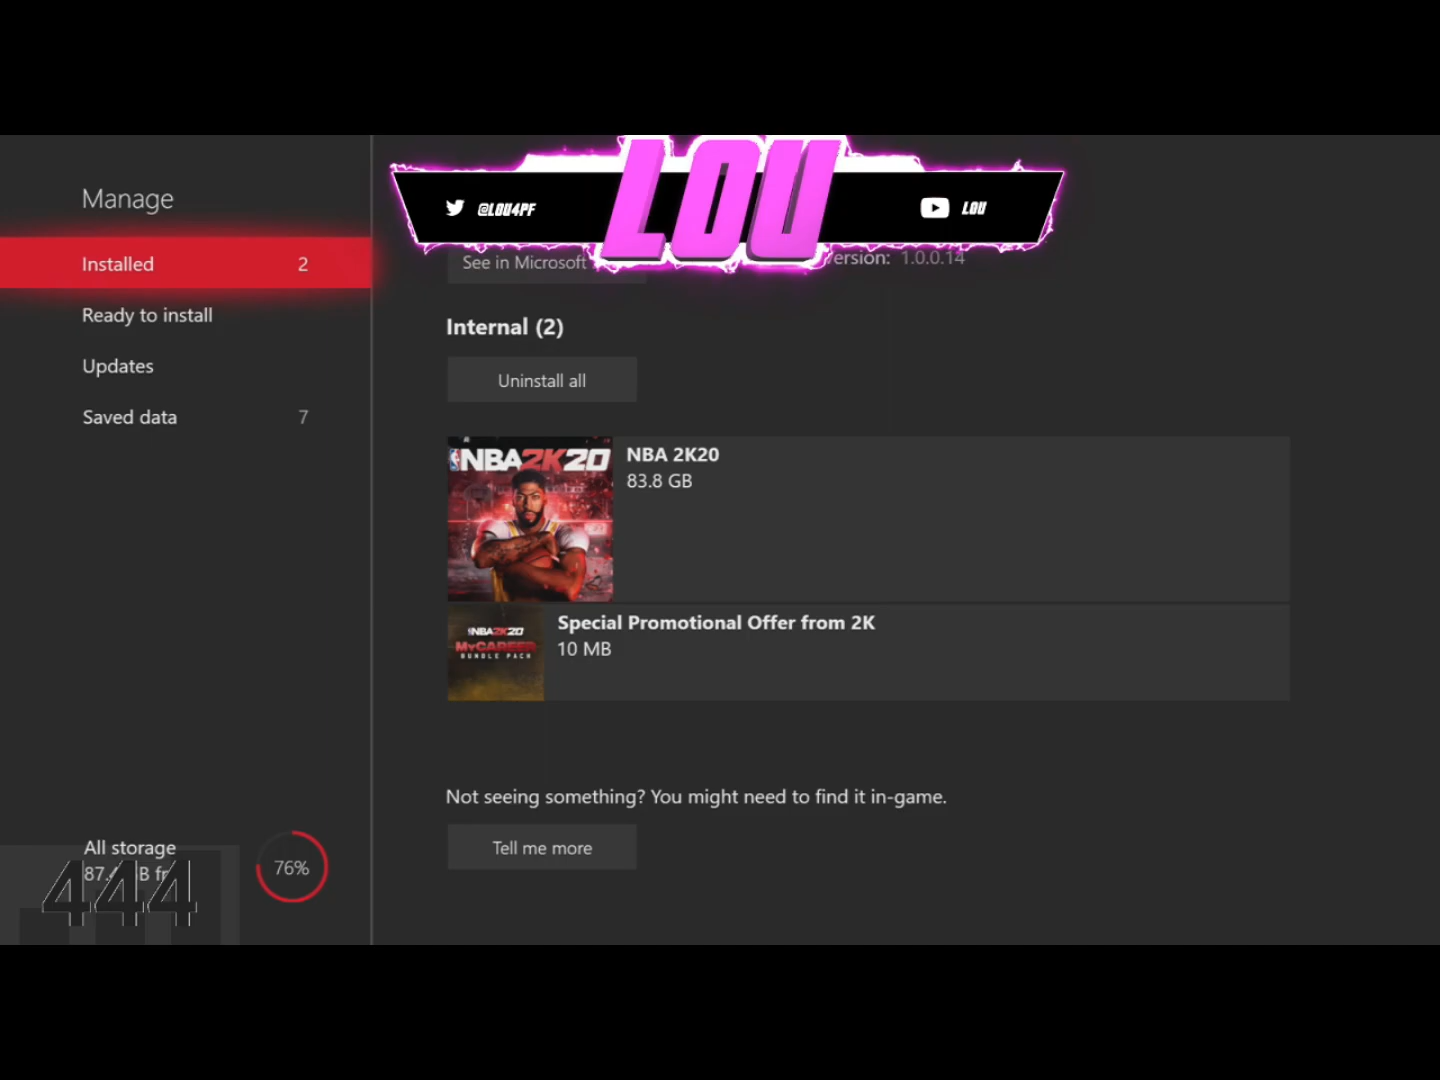 LOU
@LOU4PF
LOU
Manage
Installed 2
Ready to install
Updates
Saved data 7
See in Microsoft
ersion: 1.0.0.14
Internal (2)
Uninstall all
NBA 2K20
NBA 2K20
83.8 GB
NBA 2K20
MYCAREER
BUNDLE PACK
Special Promotional Offer from 2K
10 MB
Not seeing something? You might need to find it in-game.
Tell me more
All storage
76%
444